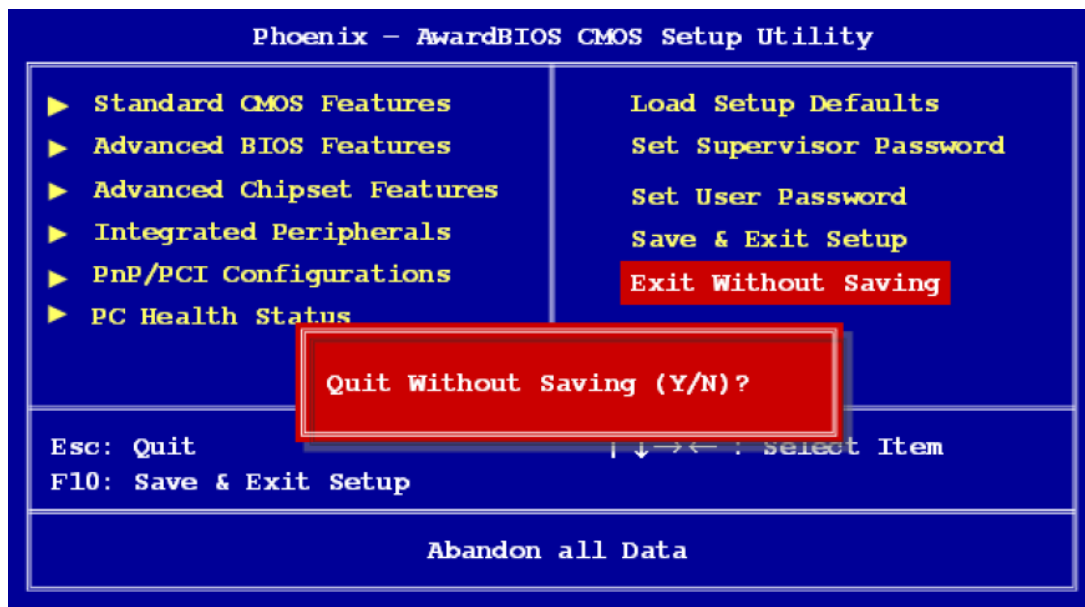 Phoenix – AwardBIOS CMOS Setup Utility
▶ Standard CMOS Features
▶ Advanced BIOS Features
▶ Advanced Chipset Features
▶ Integrated Peripherals
▶ PnP/PCI Configurations
▶ PC Health Status
Load Setup Defaults
Set Supervisor Password
Set User Password
Save & Exit Setup
Exit Without Saving
Quit Without Saving (Y/N)?
Esc: Quit
↑↓→← : Select Item
F10: Save & Exit Setup
Abandon all Data